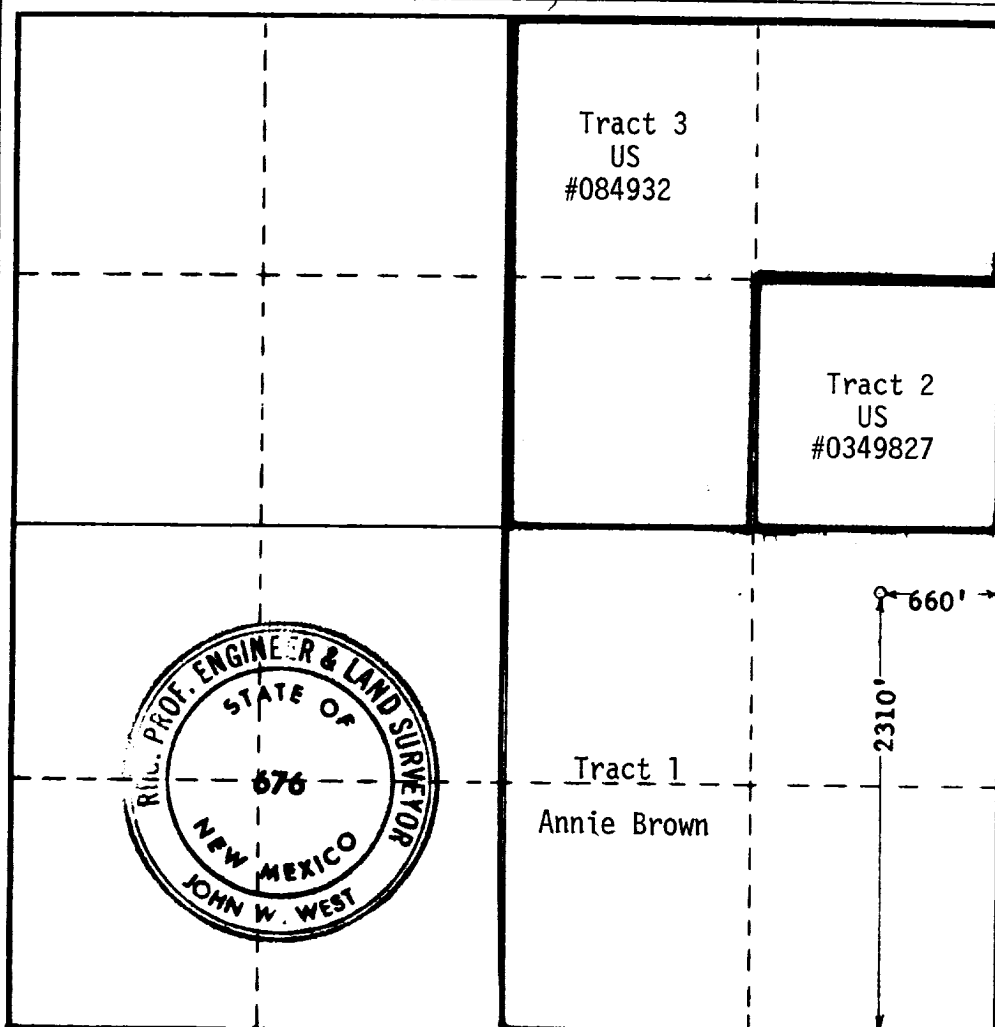 Tract 3
US
#084932
Tract 2
US
#0349827
660'
2310'
Tract 1
Annie Brown
PROF. ENGINEER & LAND SURVEYOR
STATE OF
676
NEW MEXICO
JOHN W. WEST